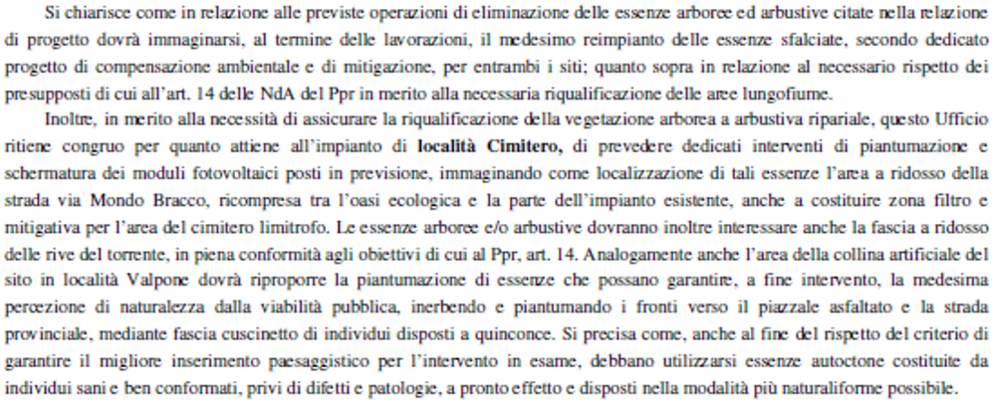 Si chiarisce come in relazione alle previste operazioni di eliminazione delle essenze arboree ed arbustive citate nella relazione
di progetto dovrà immaginarsi, al termine delle lavorazioni, il medesimo reimpianto delle essenze sfalciate, secondo dedicato
progetto di compensazione ambientale e di mitigazione, per entrambi i siti; quanto sopra in relazione al necessario rispetto dei
presupposti di cui all'art. 14 delle NdA del Ppr in merito alla necessaria riqualificazione delle aree lungofiume.
Inoltre, in merito alla necessità di assicurare la riqualificazione della vegetazione arborea a arbustiva ripariale, questo Ufficio
ritiene congruo per quanto attiene all'impianto di località Cimitero, di prevedere dedicati interventi di piantumazione e
schermatura dei moduli fotovoltaici posti in previsione, immaginando come localizzazione di tali essenze l'area a ridosso della
strada via Mondo Bracco, ricompresa tra l'oasi ecologica e la parte dell'impianto esistente, anche a costituire zona filtro e
mitigativa per l'area del cimitero limitrofo. Le essenze arboree e/o arbustive dovranno inoltre interessare anche la fascia a ridosso
delle rive del torrente, in piena conformità agli obiettivi di cui al Ppr, art. 14. Analogamente anche l'area della collina artificiale del
sito in località Valpone dovrà riproporre la piantumazione di essenze che possano garantire, a fine intervento, la medesima
percezione di naturalezza dalla viabilità pubblica, inerbendo e piantumando i fronti verso il piazzale asfaltato e la strada
provinciale, mediante fascia cuscinetto di individui disposti a quinconce. Si precisa come, anche al fine del rispetto del criterio di
garantire il migliore inserimento paesaggistico per l'intervento in esame, debbano utilizzarsi essenze autoctone costituite da
individui sani e ben conformati, privi di difetti e patologie, a pronto effetto e disposti nella modalità più naturaliforme possibile.